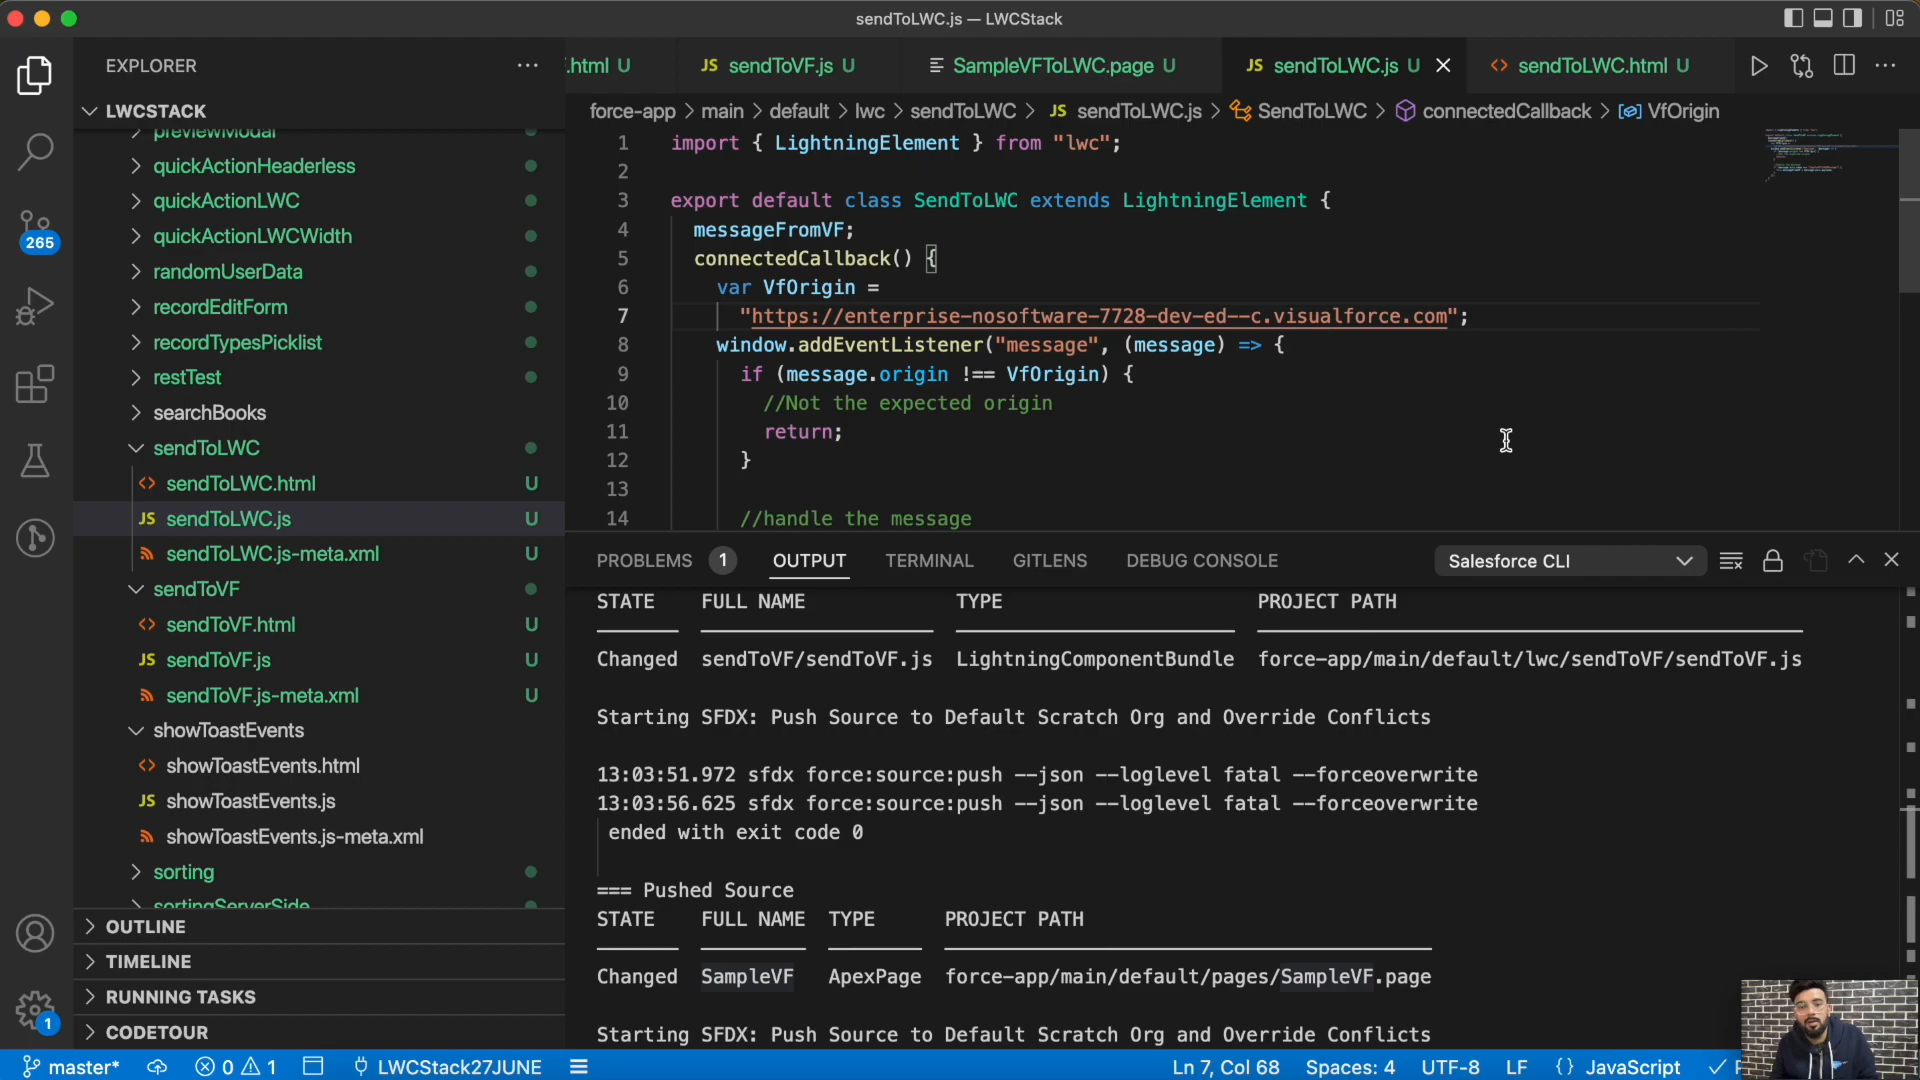 sendToLWC.js — LWCStack
EXPLORER
.html U
JS sendToVF.js U
SampleVFToLWC.page U
JS sendToLWC.js U
<> sendToLWC.html U
LWCSTACK
force-app > main > default > lwc > sendToLWC > JS sendToLWC.js > SendToLWC > connectedCallback > VfOrigin
previewModal
quickActionHeaderless
quickActionLWC
quickActionLWCWidth
randomUserData
recordEditForm
recordTypesPicklist
restTest
searchBooks
sendToLWC
<> sendToLWC.html U
JS sendToLWC.js U
sendToLWC.js-meta.xml U
sendToVF
<> sendToVF.html U
JS sendToVF.js U
sendToVF.js-meta.xml U
showToastEvents
<> showToastEvents.html
JS showToastEvents.js
showToastEvents.js-meta.xml
sorting
sortingServerSide
OUTLINE
TIMELINE
RUNNING TASKS
CODETOUR
265
1
1 import { LightningElement } from "lwc";
2
3 export default class SendToLWC extends LightningElement {
4 messageFromVF;
5 connectedCallback() {
6 var VfOrigin =
7 "https://enterprise-nosoftware-7728-dev-ed--c.visualforce.com";
8 window.addEventListener("message", (message) => {
9 if (message.origin !== VfOrigin) {
10 //Not the expected origin
11 return;
12 }
13
14 //handle the message
PROBLEMS 1 OUTPUT TERMINAL GITLENS DEBUG CONSOLE
Salesforce CLI
STATE FULL NAME TYPE PROJECT PATH
Changed sendToVF/sendToVF.js LightningComponentBundle force-app/main/default/lwc/sendToVF/sendToVF.js
Starting SFDX: Push Source to Default Scratch Org and Override Conflicts
13:03:51.972 sfdx force:source:push --json --loglevel fatal --forceoverwrite
13:03:56.625 sfdx force:source:push --json --loglevel fatal --forceoverwrite
ended with exit code 0
=== Pushed Source
STATE FULL NAME TYPE PROJECT PATH
Changed SampleVF ApexPage force-app/main/default/pages/SampleVF.page
Starting SFDX: Push Source to Default Scratch Org and Override Conflicts
master* 0 1 LWCStack27JUNE
Ln 7, Col 68 Spaces: 4 UTF-8 LF {} JavaScript